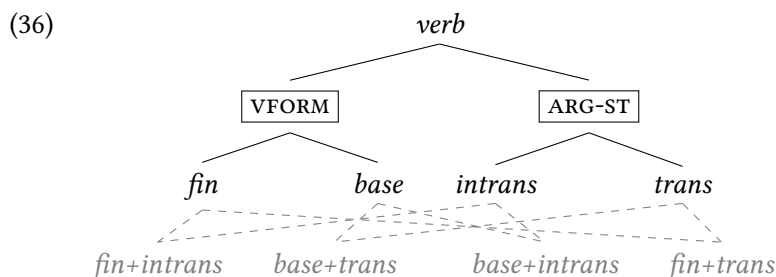 (36) verb
VFORM ARG-ST
fin base intrans trans
fin+intrans base+trans base+intrans fin+trans